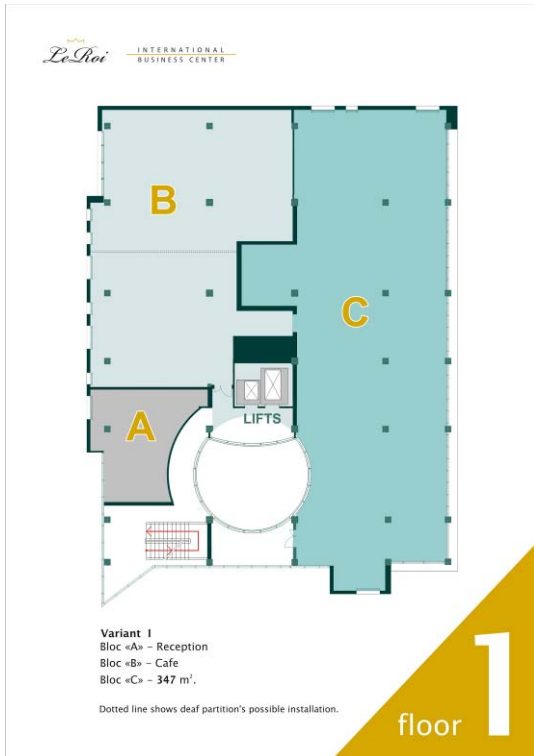 LeRoi
INTERNATIONAL
BUSINESS CENTER
B
C
A
LIFTS
Variant I
Bloc «A» – Reception
Bloc «B» – Cafe
Bloc «C» – 347 m².
Dotted line shows deaf partition's possible installation.
floor 1